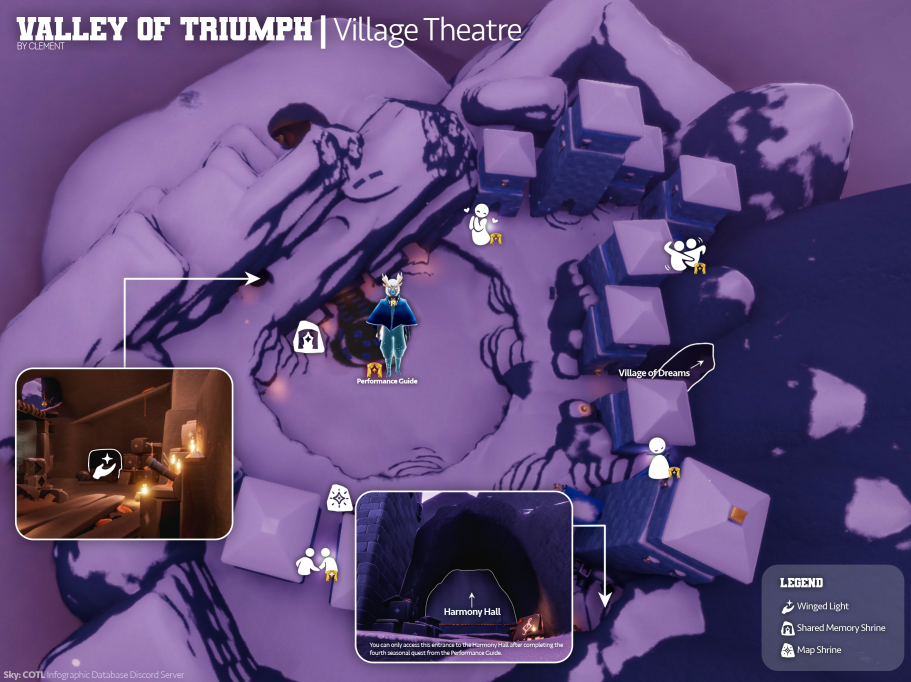 VALLEY OF TRIUMPH | Village Theatre
BY CLEMENT
Performance Guide
Village of Dreams
Harmony Hall
You can only access this entrance to the Harmony Hall after completing the
fourth seasonal quest from the Performance Guide.
LEGEND
Winged Light
Shared Memory Shrine
Map Shrine
Sky: COTL Infographic Database Discord Server